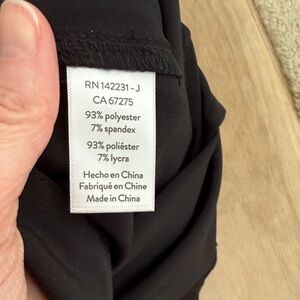 RN 142231 - J
CA 67275
93% polyester
7% spandex
93% poliéster
7% lycra
Hecho en China
Fabriqué en Chine
Made in China